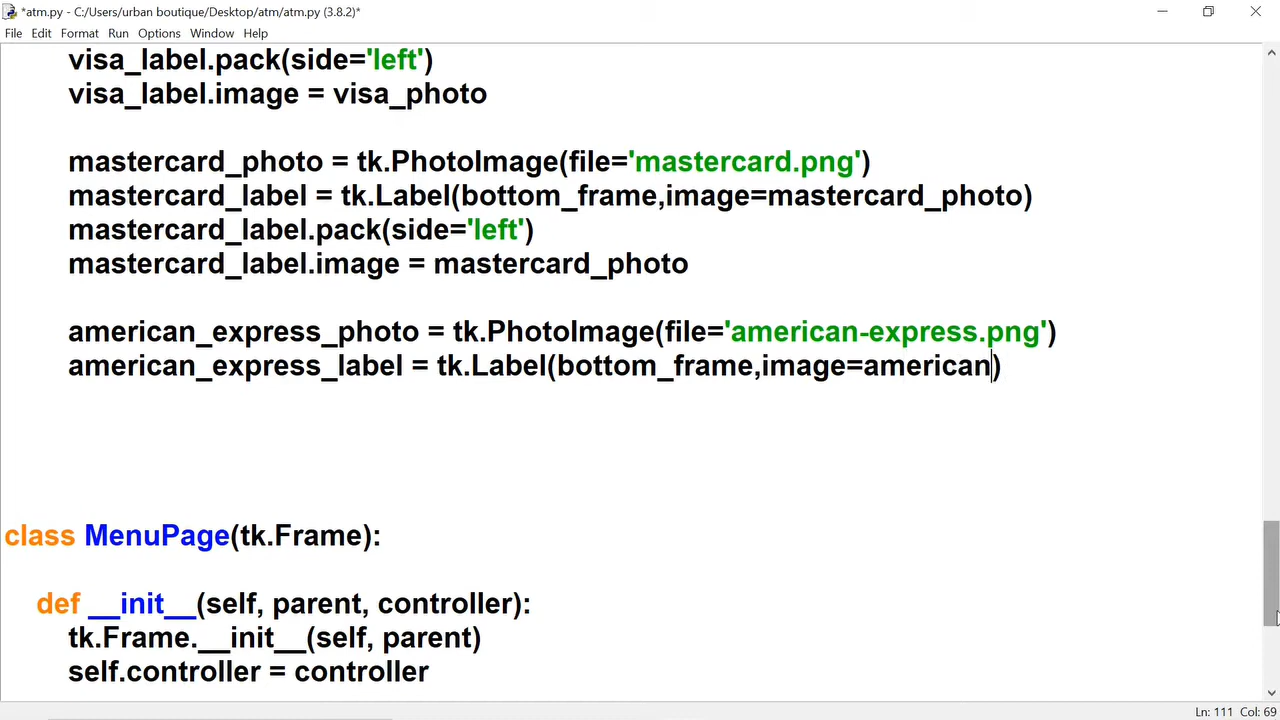 *atm.py - C:/Users/urban boutique/Desktop/atm/atm.py (3.8.2)*
File Edit Format Run Options Window Help
visa_label.pack(side='left')
visa_label.image = visa_photo
mastercard_photo = tk.PhotoImage(file='mastercard.png')
mastercard_label = tk.Label(bottom_frame,image=mastercard_photo)
mastercard_label.pack(side='left')
mastercard_label.image = mastercard_photo
american_express_photo = tk.PhotoImage(file='american-express.png')
american_express_label = tk.Label(bottom_frame,image=american)
class MenuPage(tk.Frame):
def __init__(self, parent, controller):
tk.Frame.__init__(self, parent)
self.controller = controller
Ln: 111 Col: 69